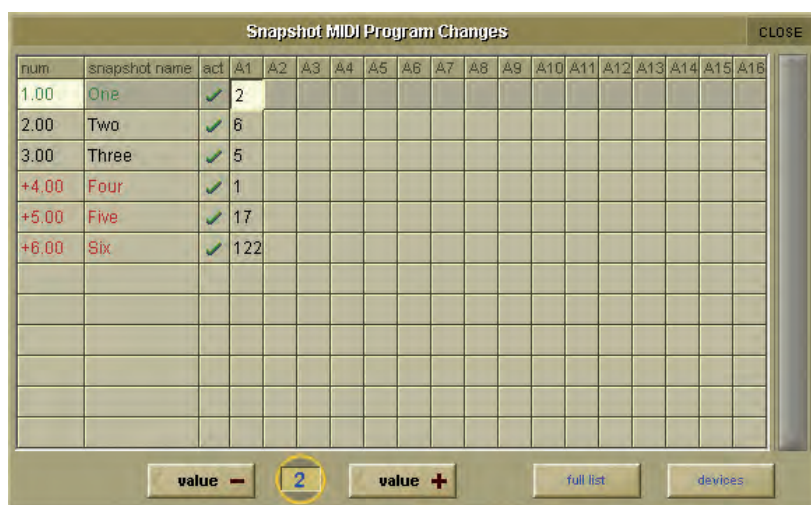 Snapshot MIDI Program Changes CLOSE
num snapshot name act A1 A2 A3 A4 A5 A6 A7 A8 A9 A10 A11 A12 A13 A14 A15 A16
1.00 One 2
2.00 Two 6
3.00 Three 5
+4.00 Four 1
+5.00 Five 17
+6.00 Six 122
value − 2 value + full list devices